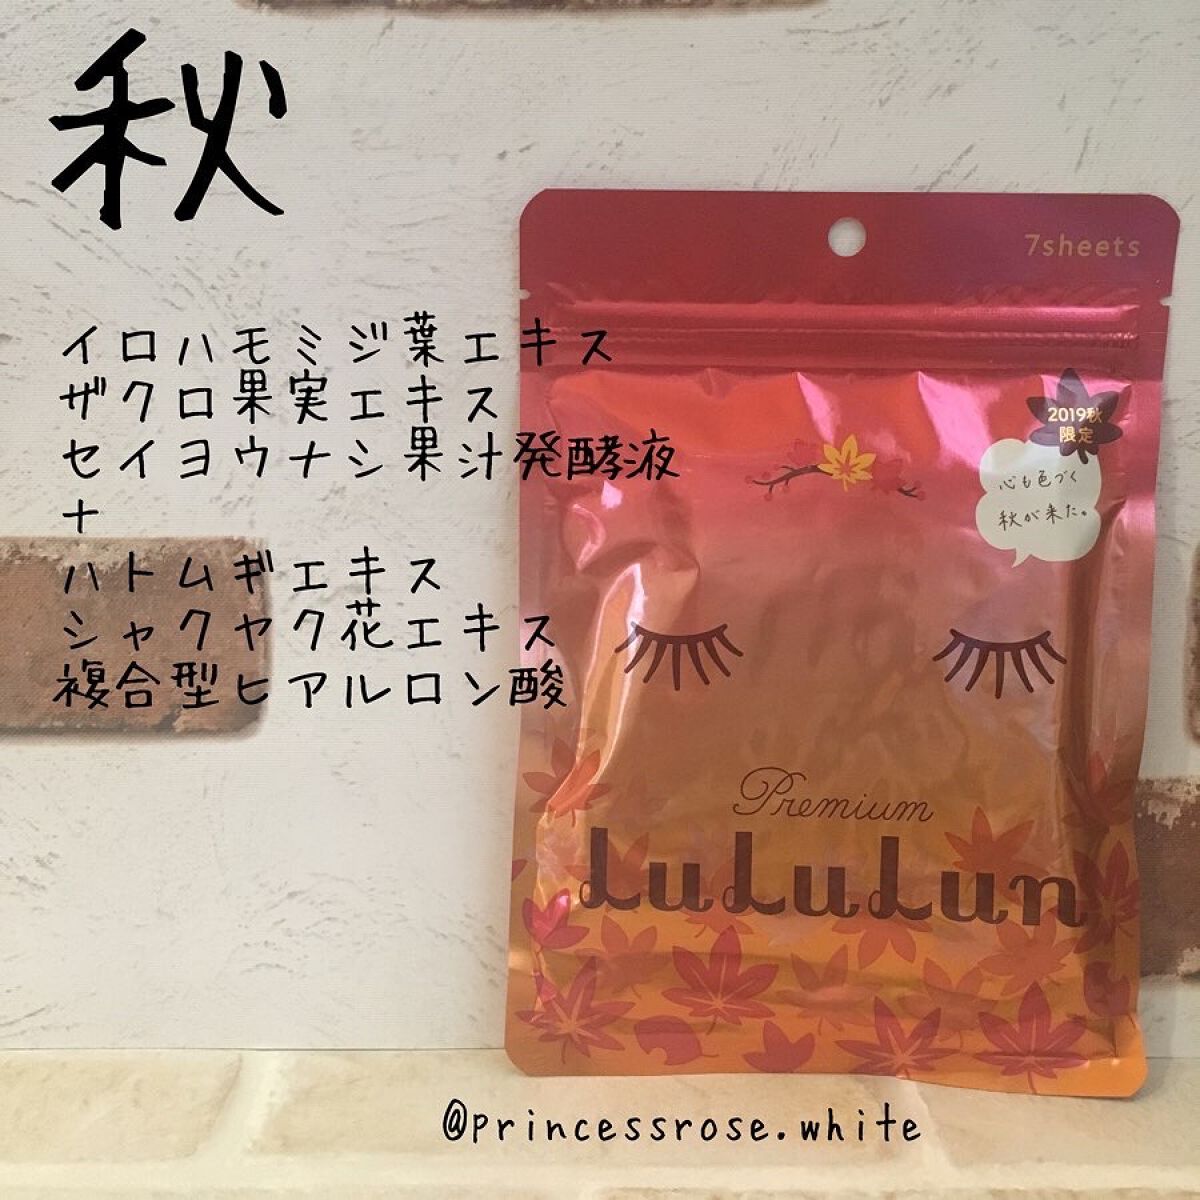 秋
イロハモミジ葉エキス
ザクロ果実エキス
セイヨウナシ果汁発酵液
+
ハトムギエキス
シャクヤク花エキス
複合型ヒアルロン酸
7sheets
2019秋
限定
心も色づく
秋が来た。
Premium
LuLuLun
@princessrose.white